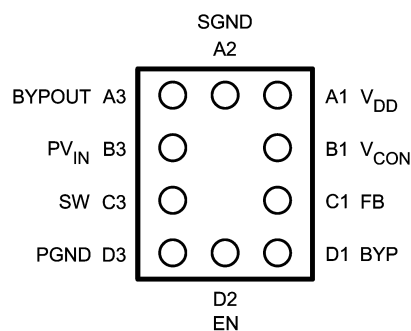 SGND
A2
BYPOUT A3 A1 VDD
PVIN B3 B1 VCON
SW C3 C1 FB
PGND D3 D1 BYP
D2
EN